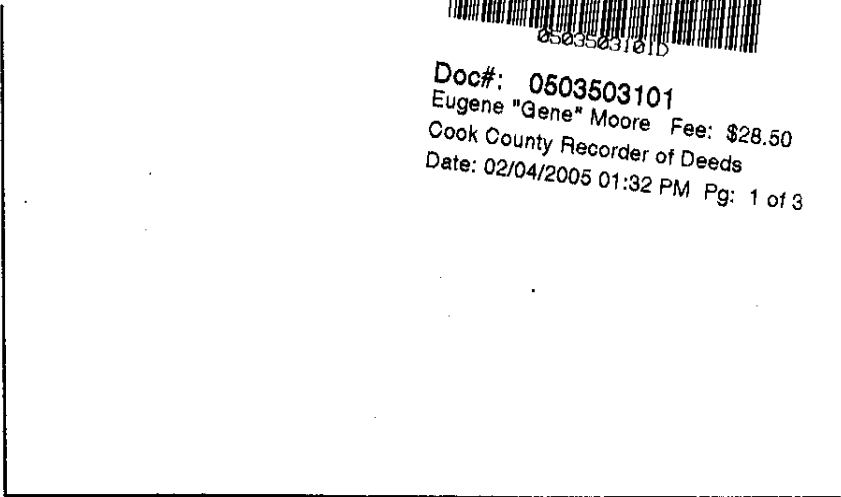 0503503101D
Doc#: 0503503101
Eugene "Gene" Moore Fee: $28.50
Cook County Recorder of Deeds
Date: 02/04/2005 01:32 PM Pg: 1 of 3